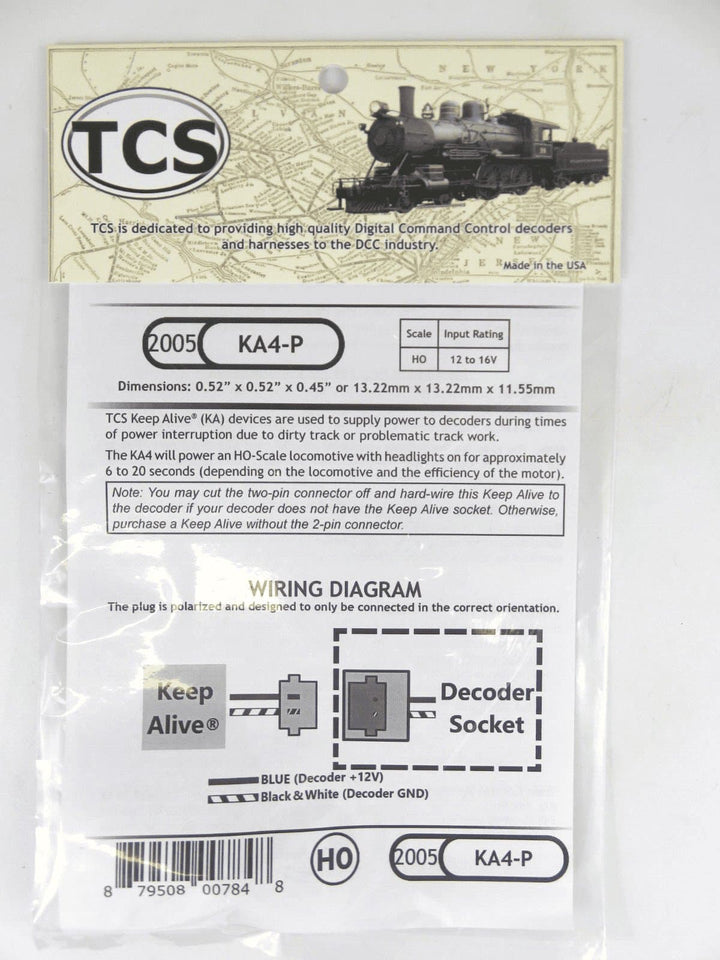 TCS
TCS is dedicated to providing high quality Digital Command Control decoders
and harnesses to the DCC industry.
Made in the USA
2005 KA4-P
Scale Input Rating
HO 12 to 16V
Dimensions: 0.52” x 0.52” x 0.45” or 13.22mm x 13.22mm x 11.55mm
TCS Keep Alive® (KA) devices are used to supply power to decoders during times
of power interruption due to dirty track or problematic track work.
The KA4 will power an HO-Scale locomotive with headlights on for approximately
6 to 20 seconds (depending on the locomotive and the efficiency of the motor).
Note: You may cut the two-pin connector off and hard-wire this Keep Alive to
the decoder if your decoder does not have the Keep Alive socket. Otherwise,
purchase a Keep Alive without the 2-pin connector.
WIRING DIAGRAM
The plug is polarized and designed to only be connected in the correct orientation.
Keep
Alive®
Decoder
Socket
BLUE (Decoder +12V)
Black & White (Decoder GND)
8 79508 00784 8
HO
2005 KA4-P